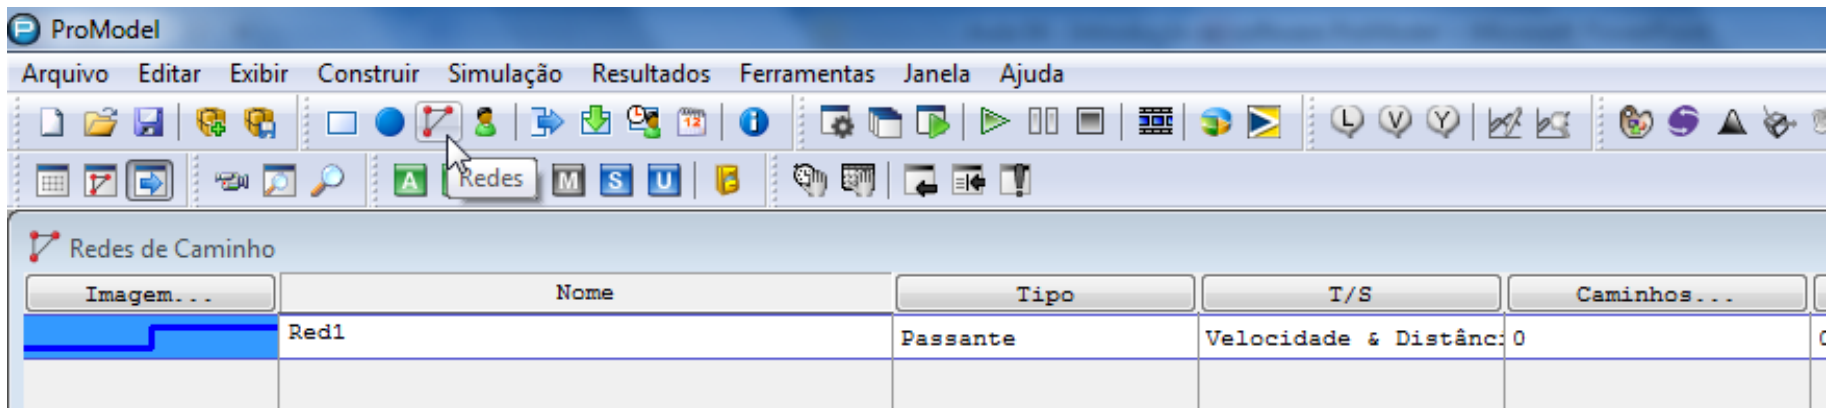 ProModel
Arquivo Editar Exibir Construir Simulação Resultados Ferramentas Janela Ajuda
12 L V Y
A Redes M S U
Redes de Caminho
Imagem... Nome Tipo T/S Caminhos...
Red1 Passante Velocidade & Distânc: 0